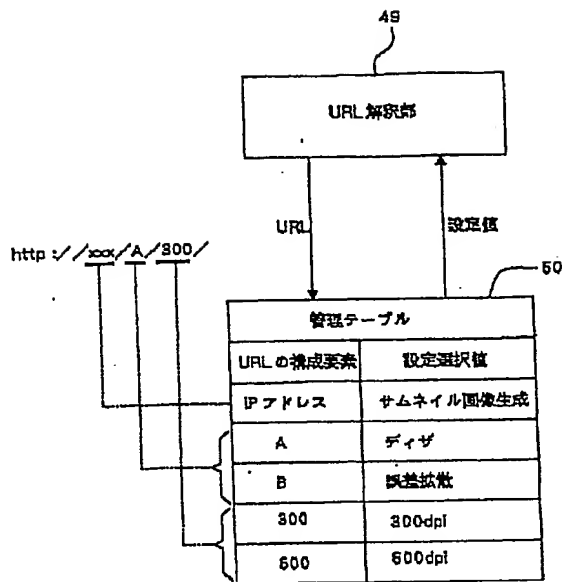 49
URL解釈部
URL
設定値
http://xxx/A/300/
50
管理テーブル
URLの構成要素 設定選択値
IPアドレス サムネイル画像生成
A ディザ
B 誤差拡散
300 300dpi
600 600dpi